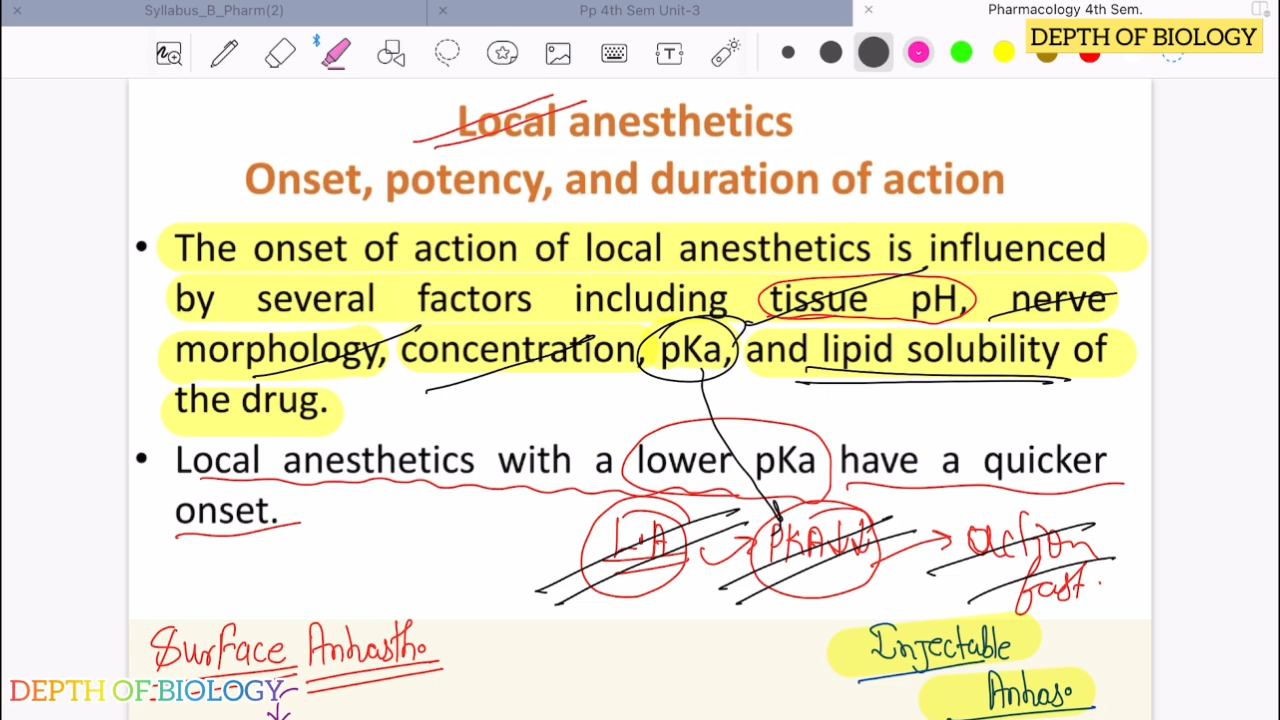 Syllabus_B_Pharm(2)
Pp 4th Sem Unit-3
Pharmacology 4th Sem.
DEPTH OF BIOLOGY
Local anesthetics
Onset, potency, and duration of action
• The onset of action of local anesthetics is influenced
by several factors including tissue pH, nerve
morphology, concentration, pKa, and lipid solubility of
the drug.
• Local anesthetics with a lower pKa have a quicker
onset.
L.A → PKA↓↓ → action
fast.
Surface Anhasth.
Injectable
Anhas.
DEPTH OF BIOLOGY